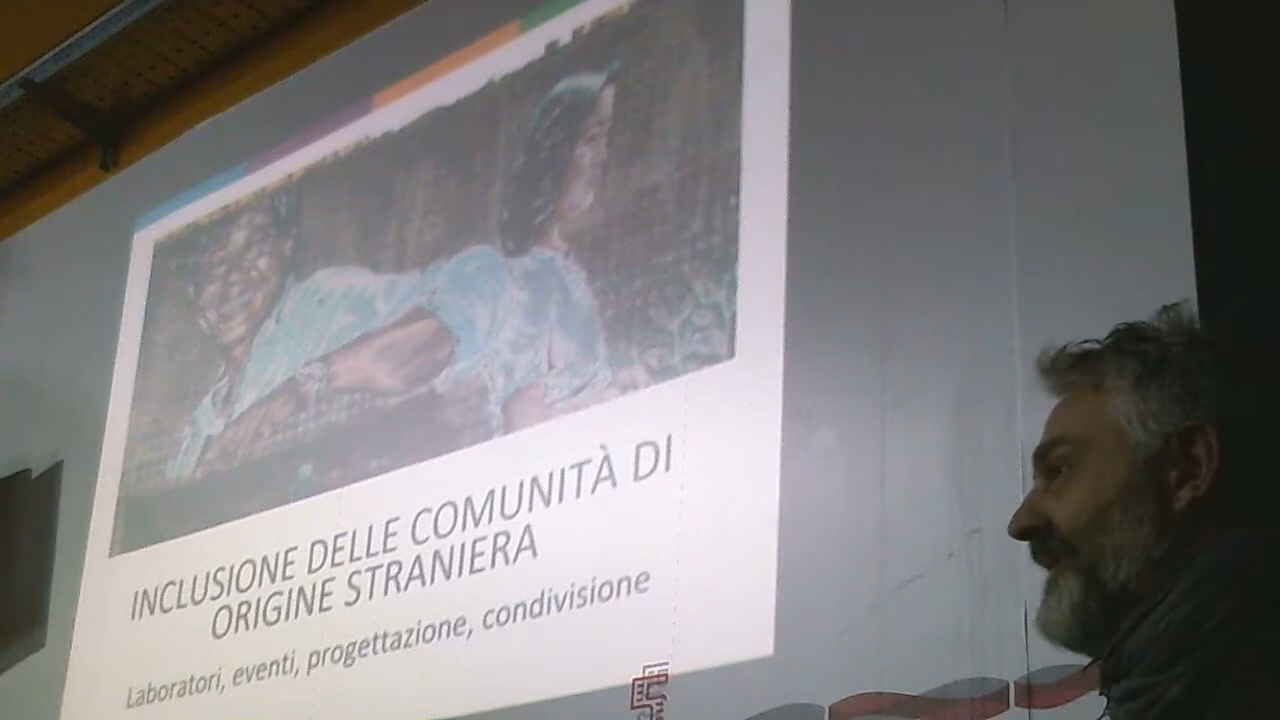 INCLUSIONE DELLE COMUNITÀ DI
ORIGINE STRANIERA
Laboratori, eventi, progettazione, condivisione